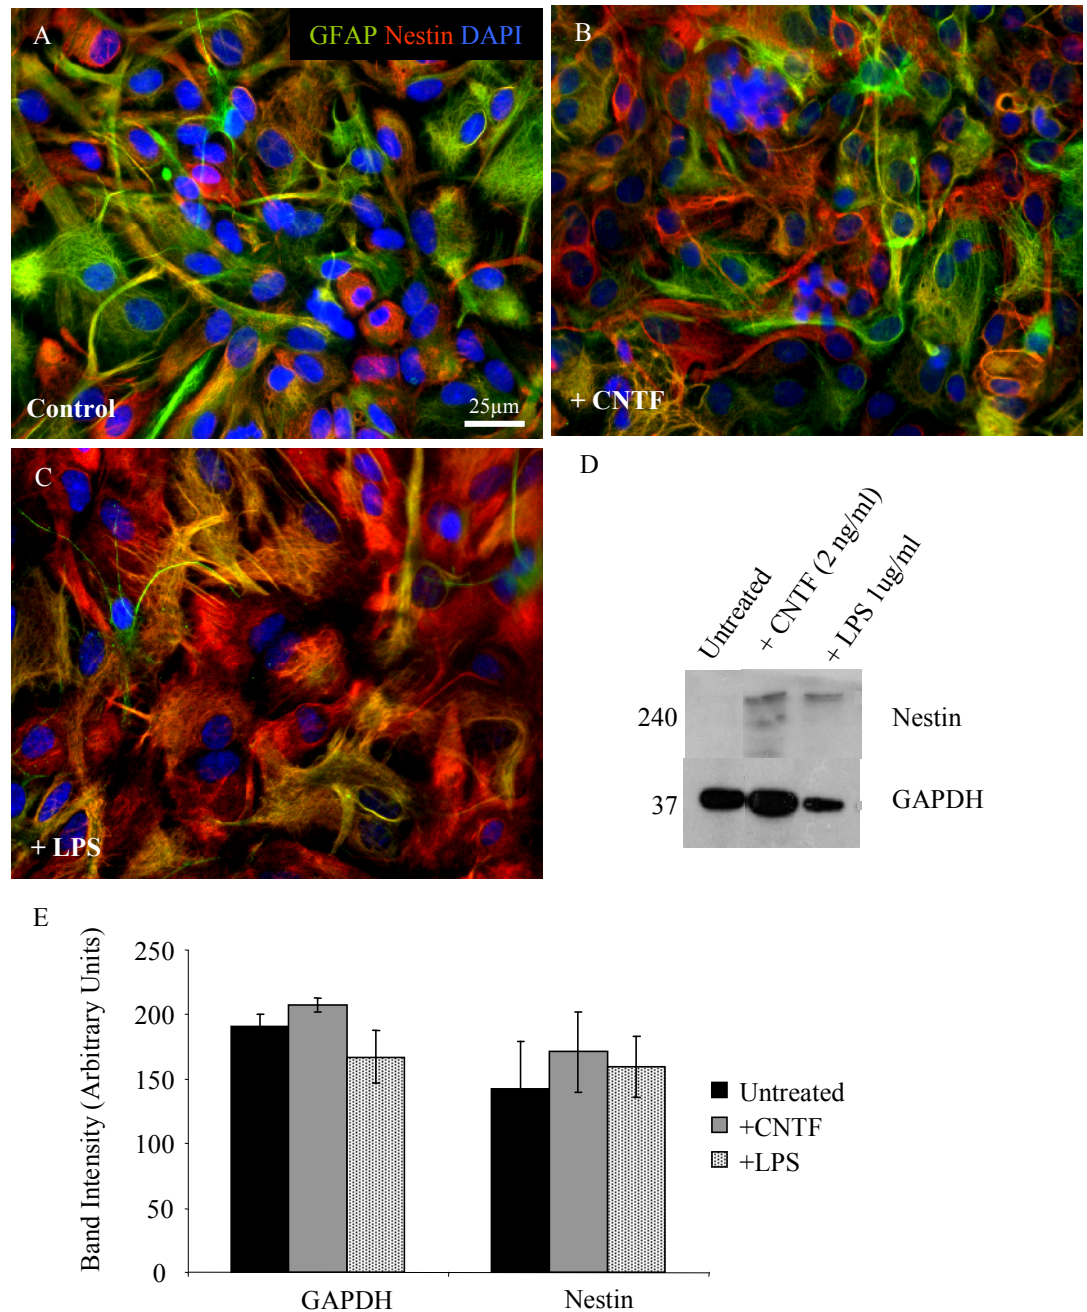 A
GFAP Nestin DAPI
Control
25µm
B
+ CNTF
C
+ LPS
D
Untreated
+ CNTF (2 ng/ml)
+ LPS 1ug/ml
240
Nestin
37
GAPDH
E
Band Intensity (Arbitrary Units)
250
200
150
100
50
0
GAPDH
Nestin
Untreated
+CNTF
+LPS